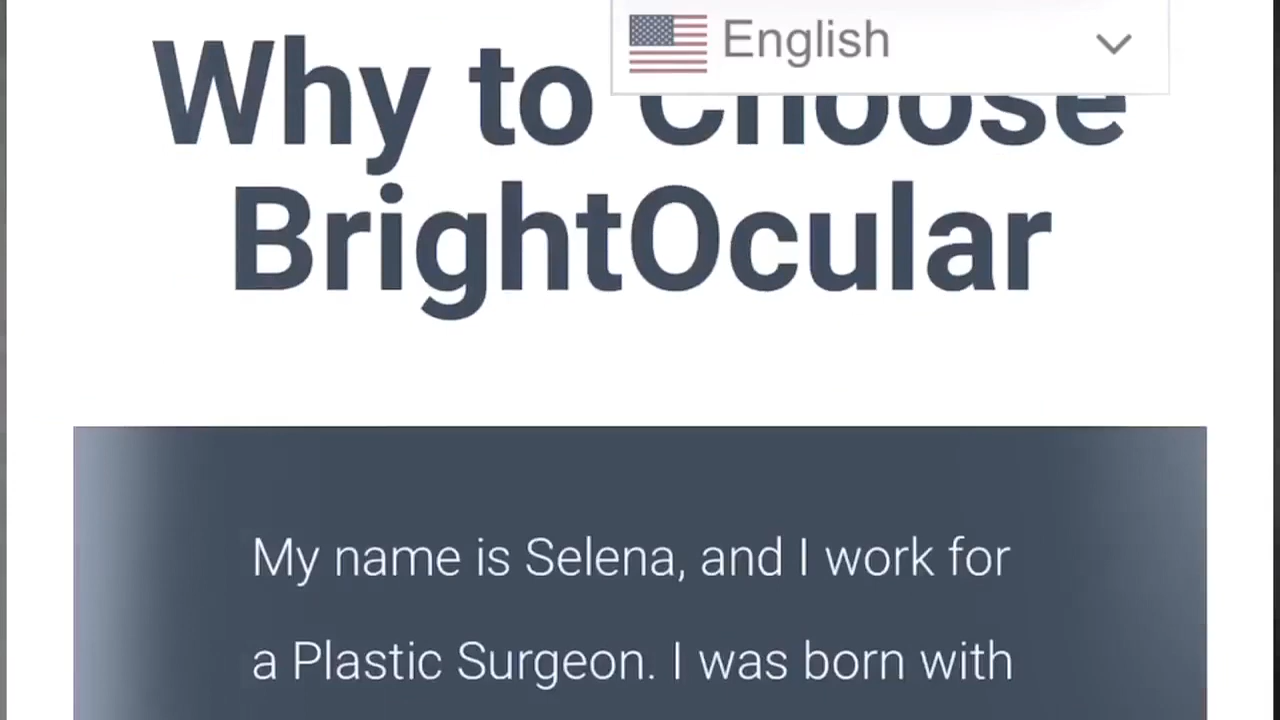 English
Why to Choose
BrightOcular
My name is Selena, and I work for
a Plastic Surgeon. I was born with